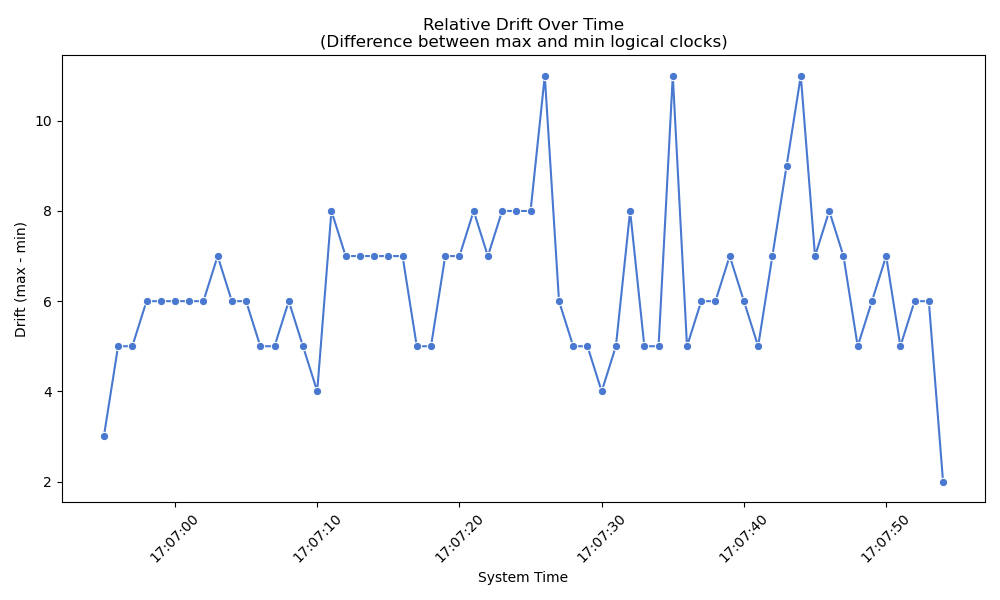 Relative Drift Over Time
(Difference between max and min logical clocks)
Drift (max - min)
10
8
6
4
2
17:07:00
17:07:10
17:07:20
17:07:30
17:07:40
17:07:50
System Time